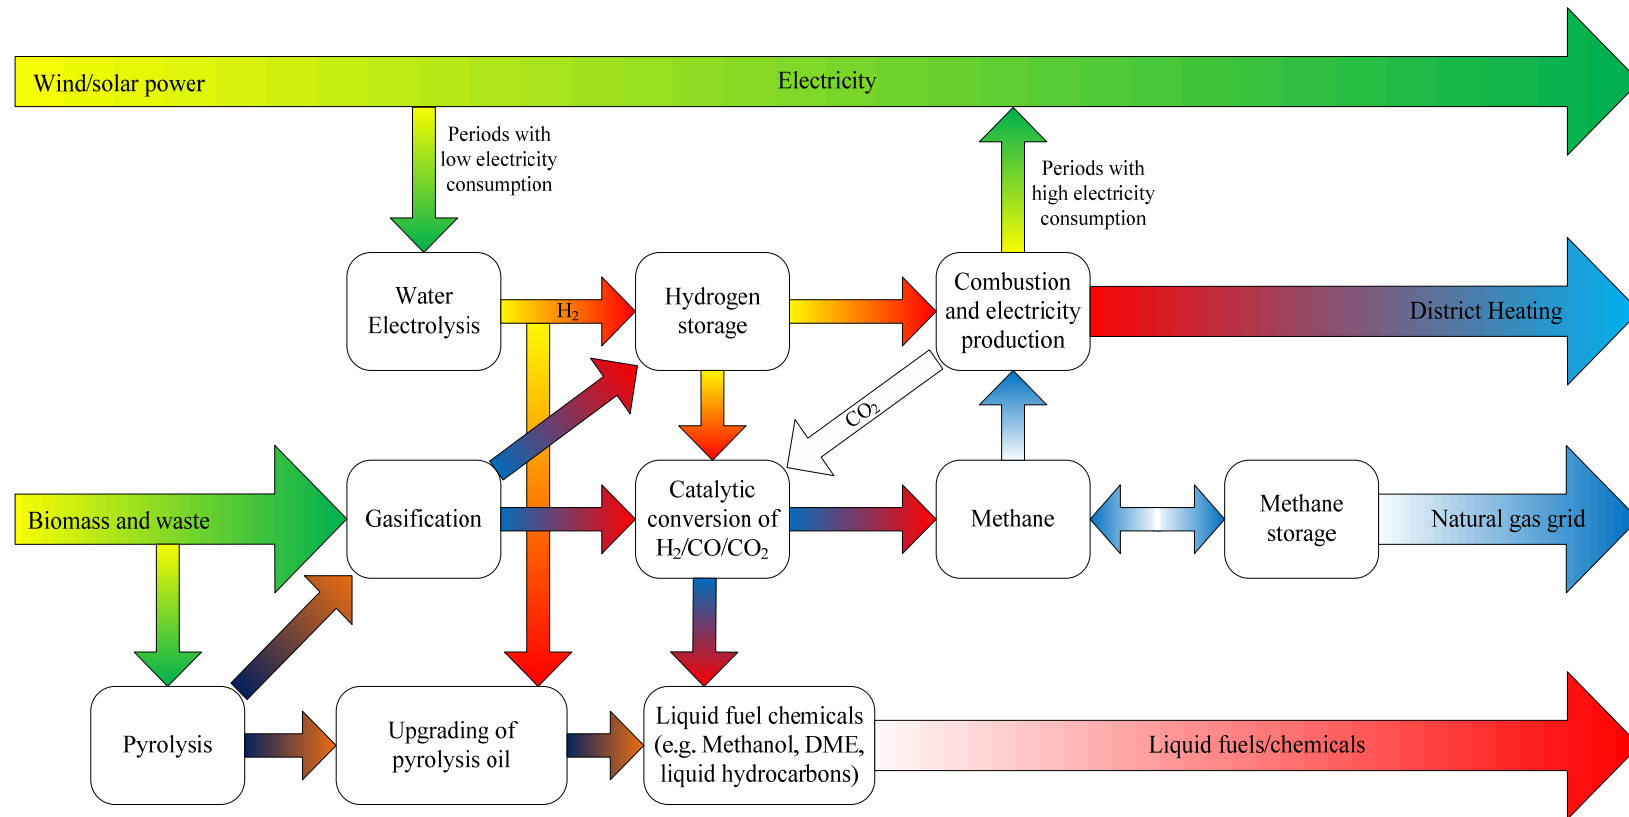 Wind/solar power
Electricity
Periods with
low electricity
consumption
Periods with
high electricity
consumption
Water
Electrolysis
H₂
Hydrogen
storage
Combustion
and electricity
production
District Heating
CO₂
Biomass and waste
Gasification
Catalytic
conversion of
H₂/CO/CO₂
Methane
Methane
storage
Natural gas grid
Pyrolysis
Upgrading of
pyrolysis oil
Liquid fuel chemicals
(e.g. Methanol, DME,
liquid hydrocarbons)
Liquid fuels/chemicals